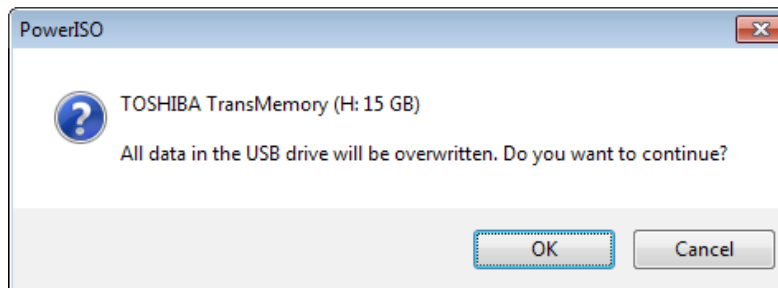 PowerISO
TOSHIBA TransMemory (H: 15 GB)
All data in the USB drive will be overwritten. Do you want to continue?
OK
Cancel